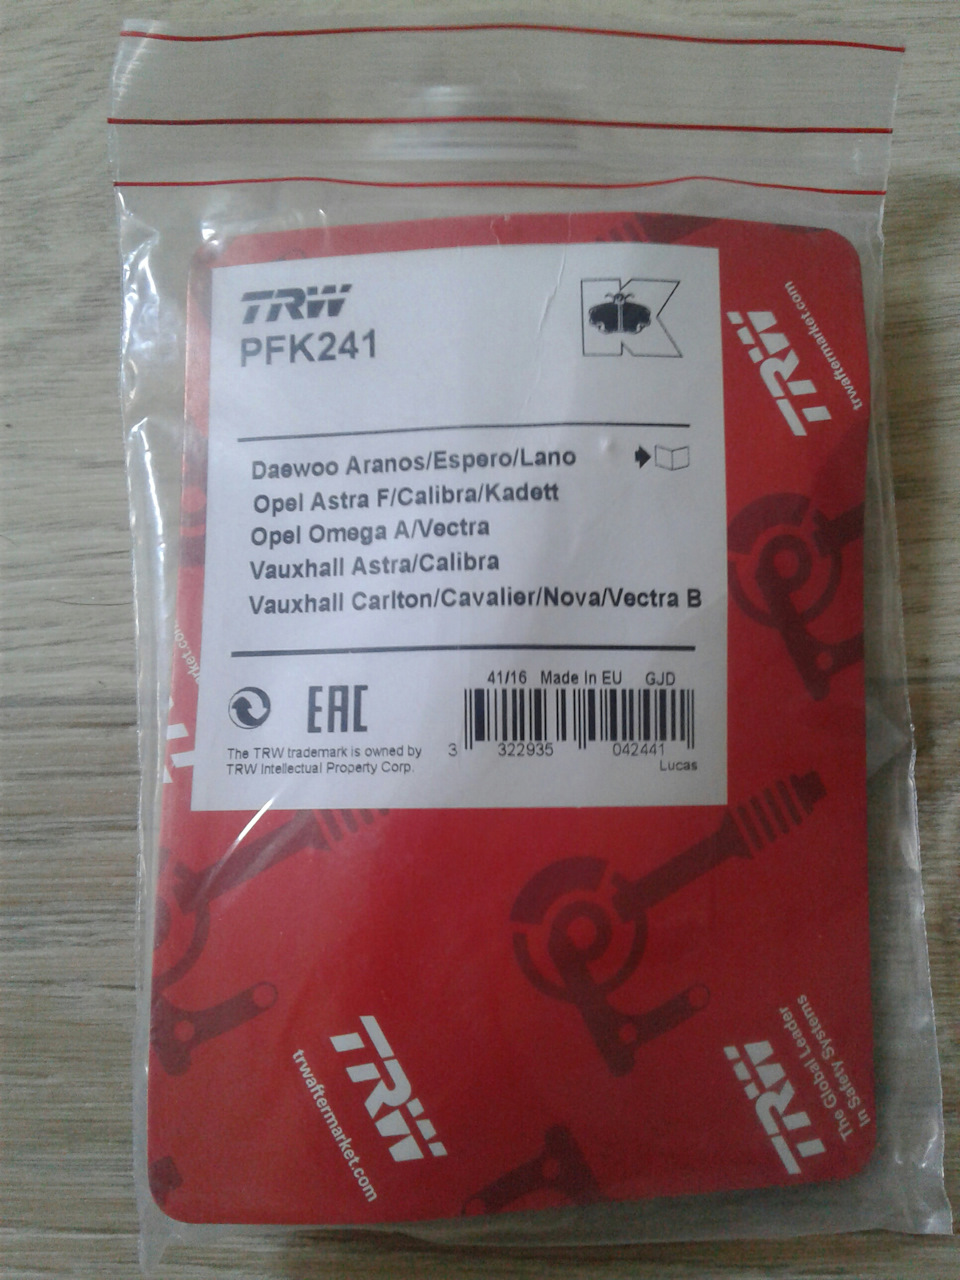 TRW
PFK241
Daewoo Aranos/Espero/Lano
Opel Astra F/Calibra/Kadett
Opel Omega A/Vectra
Vauxhall Astra/Calibra
Vauxhall Carlton/Cavalier/Nova/Vectra B
41/16 Made In EU GJD
EAC
3 322935 042441
The TRW trademark is owned by
TRW Intellectual Property Corp.
Lucas
TRW
trwaftermarket.com
TRW
trwaftermarket.com
TRW
The Global Leader
in Safety Systems